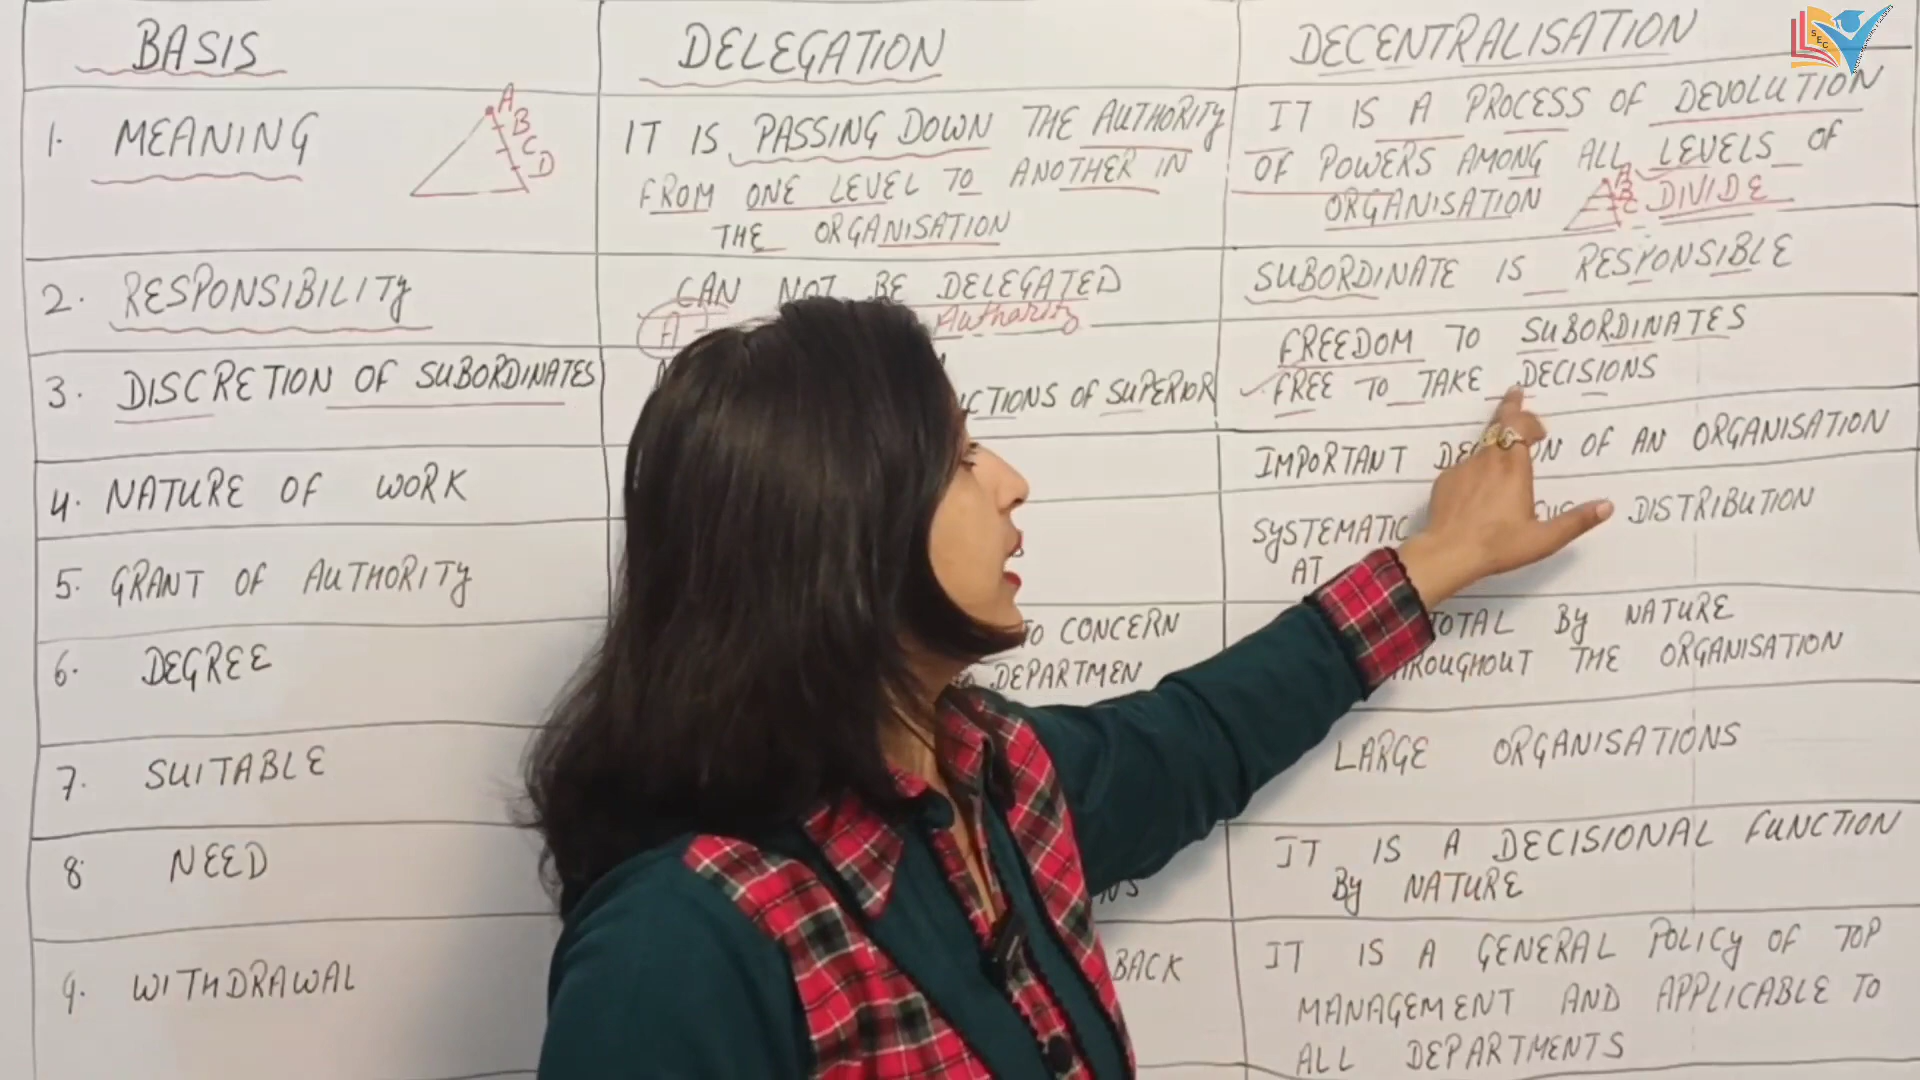 BASIS
DELEGATION
DECENTRALISATION
SEC
1. MEANING
A
B
C
D
IT IS PASSING DOWN THE AUTHORITY
FROM ONE LEVEL TO ANOTHER IN
THE ORGANISATION
IT IS A PROCESS OF DEVOLUTION
OF POWERS AMONG ALL LEVELS OF
ORGANISATION
A
B
C
DIVIDE
2. RESPONSIBILITY
CAN NOT BE DELEGATED
A
Authority
SUBORDINATE IS RESPONSIBLE
3. DISCRETION OF SUBORDINATES
OF SUPERIOR
FREEDOM TO SUBORDINATES
FREE TO TAKE DECISIONS
4. NATURE OF WORK
IMPORTANT OF AN ORGANISATION
5. GRANT OF AUTHORITY
SYSTEMATIC DISTRIBUTION
AT
6. DEGREE
TO CONCERN
DEPARTMEN
TOTAL BY NATURE
THE ORGANISATION
7. SUITABLE
LARGE ORGANISATIONS
8 NEED
IT IS A DECISIONAL FUNCTION
By NATURE
9. WITHDRAWAL
BACK
IT IS A GENERAL POLICY OF TOP
MANAGEMENT AND APPLICABLE TO
ALL DEPARTMENTS